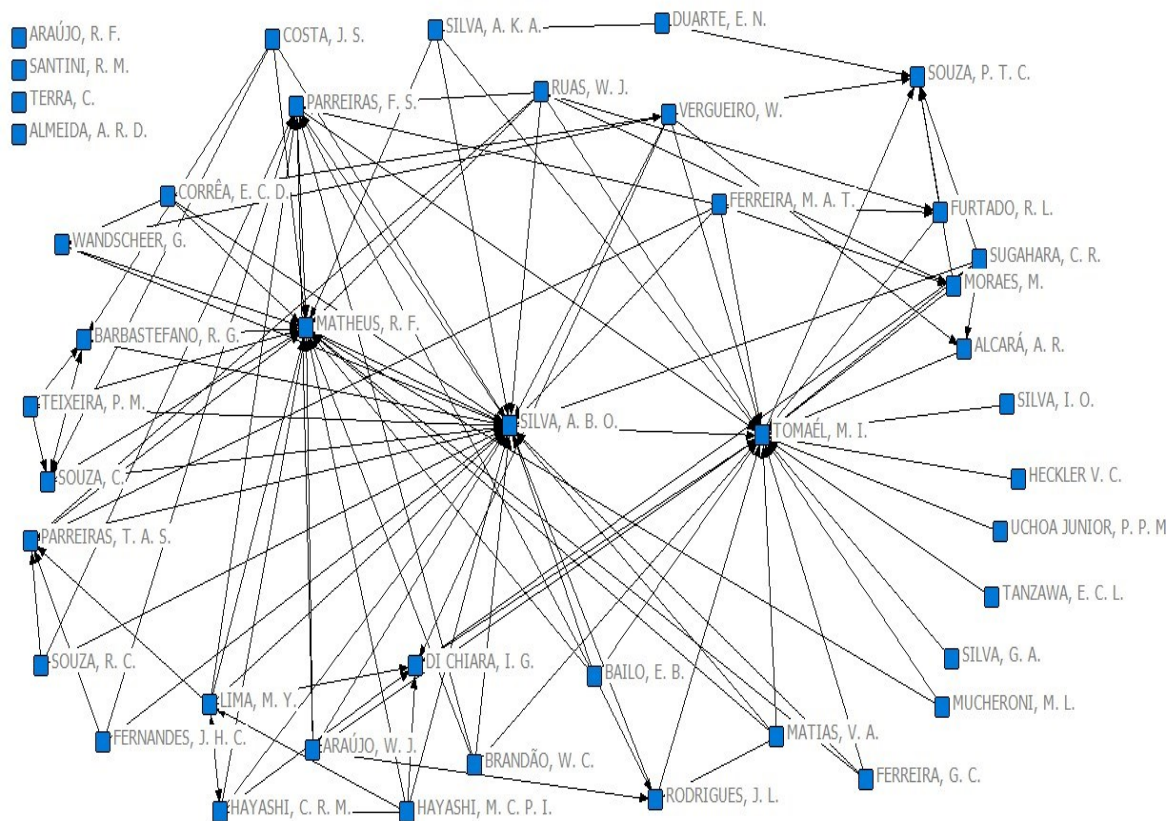 ARAÚJO, R. F.
SANTINI, R. M.
TERRA, C.
ALMEIDA, A. R. D.
COSTA, J. S.
SILVA, A. K. A.
DUARTE, E. N.
SOUZA, P. T. C.
PARREIRAS, F. S.
RUAS, W. J.
VERGUEIRO, W.
CORRÊA, E. C. D.
FERREIRA, M. A. T.
FURTADO, R. L.
WANDSCHEER, G.
SUGAHARA, C. R.
MORAES, M.
MATHEUS, R. F.
BARBASTEFANO, R. G.
ALCARÁ, A. R.
TEIXEIRA, P. M.
SILVA, A. B. O.
TOMAÉL, M. I.
SILVA, I. O.
SOUZA, C.
HECKLER V. C.
PARREIRAS, T. A. S.
UCHOA JUNIOR, P. P. M
TANZAWA, E. C. L.
SOUZA, R. C.
DI CHIARA, I. G.
BAILO, E. B.
SILVA, G. A.
LIMA, M. Y.
MUCHERONI, M. L.
FERNANDES, J. H. C.
ARAÚJO, W. J.
BRANDÃO, W. C.
MATIAS, V. A.
FERREIRA, G. C.
HAYASHI, C. R. M.
HAYASHI, M. C. P. I.
RODRIGUES, J. L.